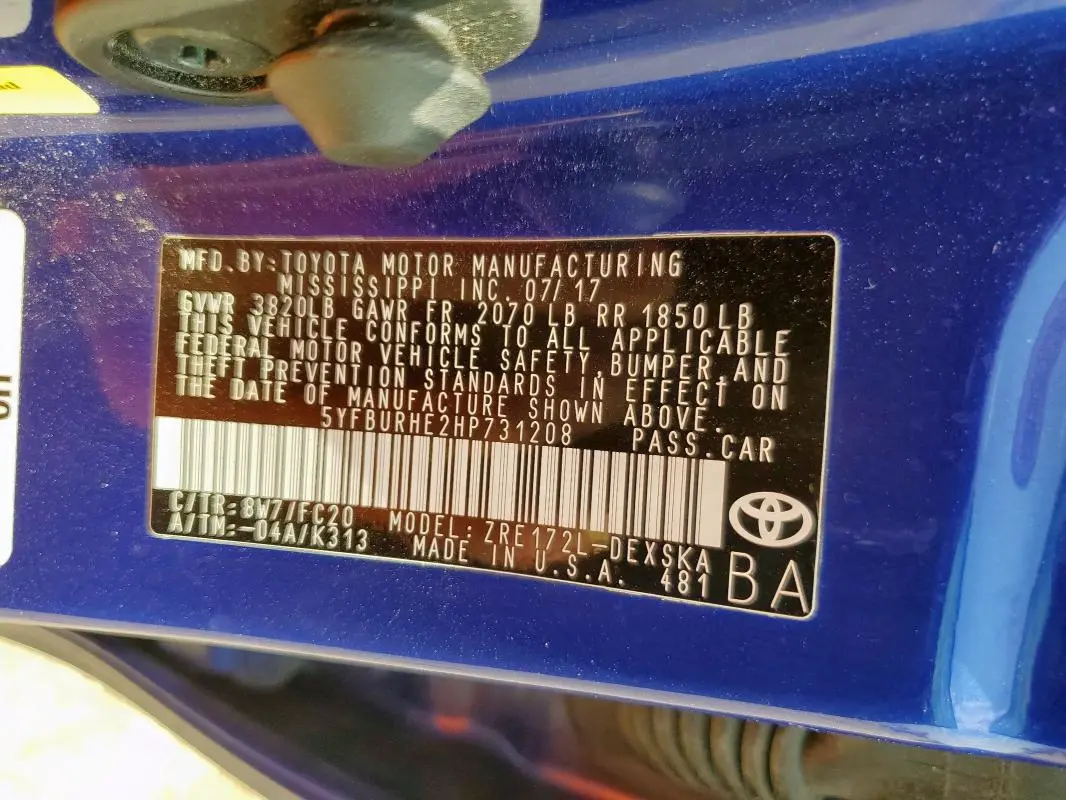 MFD.BY:TOYOTA MOTOR MANUFACTURING
MISSISSIPPI INC. 07/17
GVWR 3820LB GAWR FR 2070 LB RR 1850 LB
THIS VEHICLE CONFORMS TO ALL APPLICABLE
FEDERAL MOTOR VEHICLE SAFETY,BUMPER,AND
THEFT PREVENTION STANDARDS IN EFFECT ON
THE DATE OF MANUFACTURE SHOWN ABOVE.
5YFBURHE2HP731208 PASS.CAR
C/TR:8W7/FC20 MODEL:ZRE172L-DEXSKA
A/TM:-04A/K313 MADE IN U.S.A. 481 BA